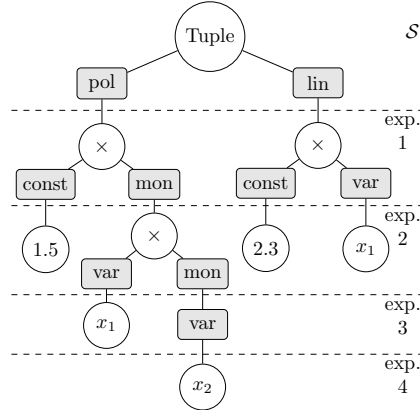 Tuple
S
pol
lin
exp.
1
×
×
const
mon
const
var
exp.
2
1.5
×
2.3
x₁
var
mon
exp.
3
x₁
var
exp.
4
x₂